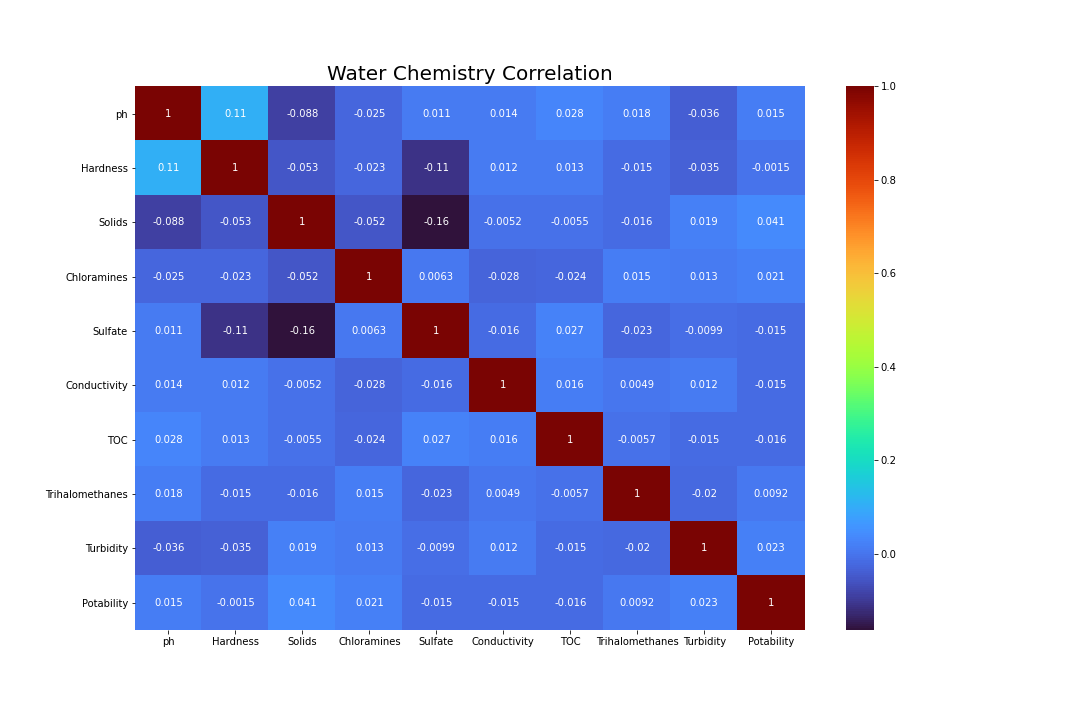 Water Chemistry Correlation
ph 1 0.11 -0.088 -0.025 0.011 0.014 0.028 0.018 -0.036 0.015
Hardness 0.11 1 -0.053 -0.023 -0.11 0.012 0.013 -0.015 -0.035 -0.0015
Solids -0.088 -0.053 1 -0.052 -0.16 -0.0052 -0.0055 -0.016 0.019 0.041
Chloramines -0.025 -0.023 -0.052 1 0.0063 -0.028 -0.024 0.015 0.013 0.021
Sulfate 0.011 -0.11 -0.16 0.0063 1 -0.016 0.027 -0.023 -0.0099 -0.015
Conductivity 0.014 0.012 -0.0052 -0.028 -0.016 1 0.016 0.0049 0.012 -0.015
TOC 0.028 0.013 -0.0055 -0.024 0.027 0.016 1 -0.0057 -0.015 -0.016
Trihalomethanes 0.018 -0.015 -0.016 0.015 -0.023 0.0049 -0.0057 1 -0.02 0.0092
Turbidity -0.036 -0.035 0.019 0.013 -0.0099 0.012 -0.015 -0.02 1 0.023
Potability 0.015 -0.0015 0.041 0.021 -0.015 -0.015 -0.016 0.0092 0.023 1
ph Hardness Solids Chloramines Sulfate Conductivity TOC Trihalomethanes Turbidity Potability
1.0
0.8
0.6
0.4
0.2
0.0